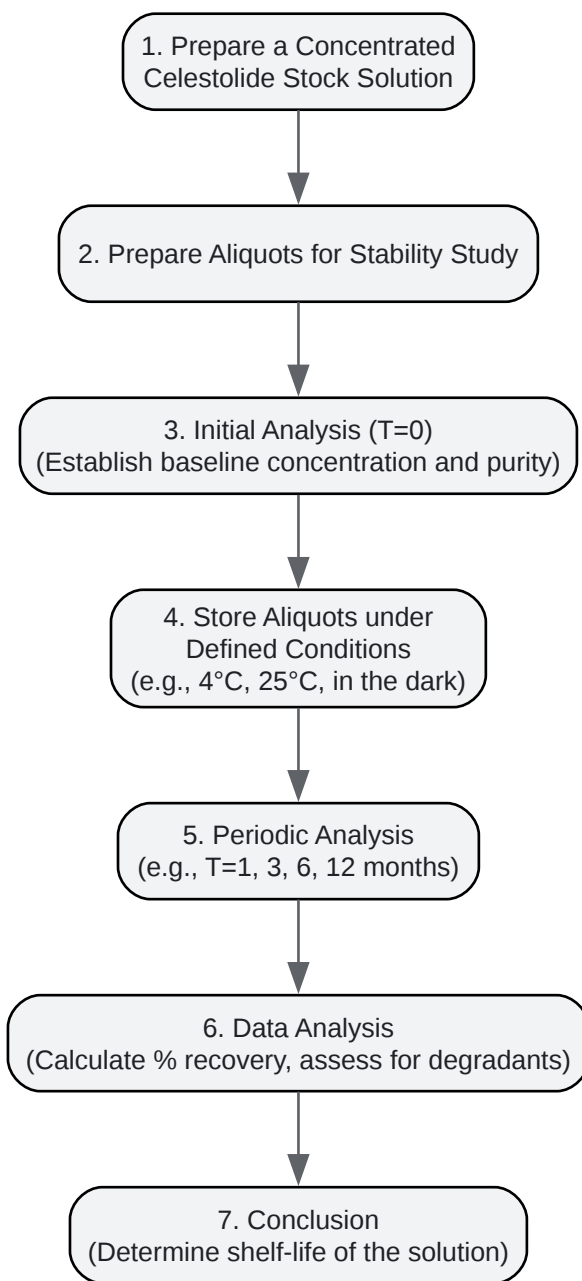 1. Prepare a Concentrated
Celestolide Stock Solution
2. Prepare Aliquots for Stability Study
3. Initial Analysis (T=0)
(Establish baseline concentration and purity)
4. Store Aliquots under
Defined Conditions
(e.g., 4°C, 25°C, in the dark)
5. Periodic Analysis
(e.g., T=1, 3, 6, 12 months)
6. Data Analysis
(Calculate % recovery, assess for degradants)
7. Conclusion
(Determine shelf-life of the solution)